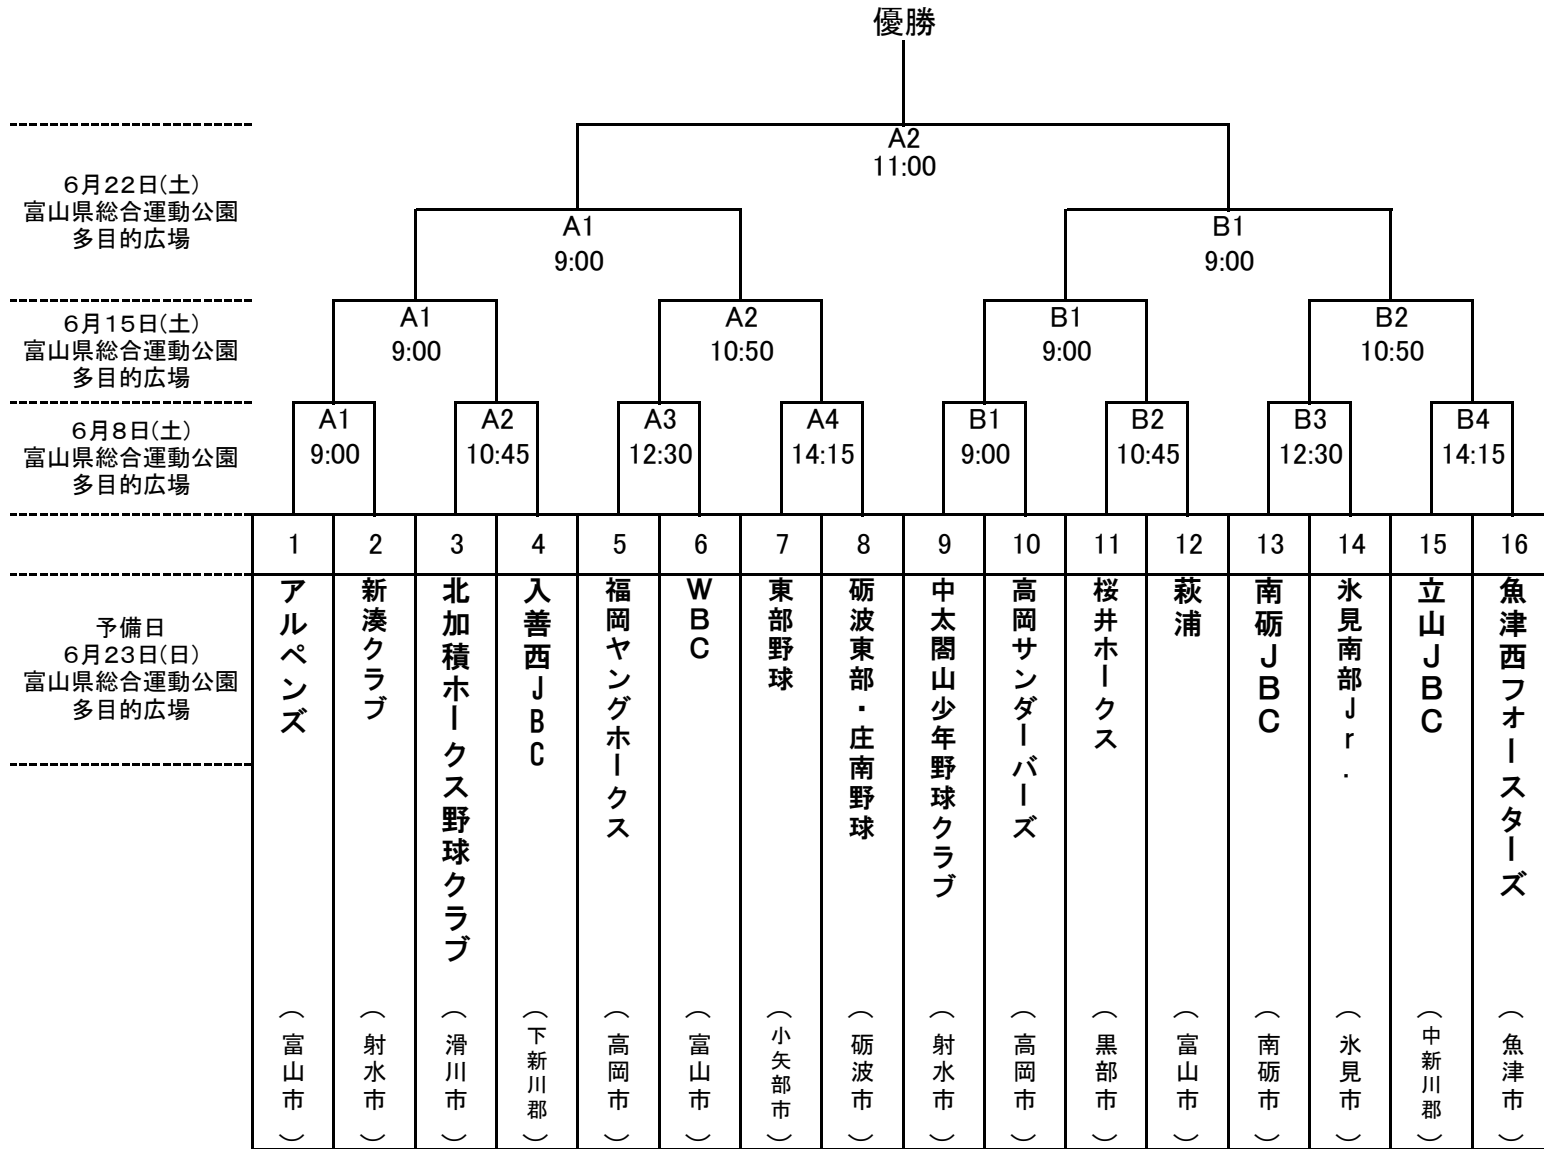 優勝
A2
11:00
6月22日(土)
富山県総合運動公園
多目的広場
A1
9:00
B1
9:00
6月15日(土)
富山県総合運動公園
多目的広場
A1
9:00
A2
10:50
B1
9:00
B2
10:50
6月8日(土)
富山県総合運動公園
多目的広場
A1
9:00
A2
10:45
A3
12:30
A4
14:15
B1
9:00
B2
10:45
B3
12:30
B4
14:15
1 2 3 4 5 6 7 8 9 10 11 12 13 14 15 16
予備日
6月23日(日)
富山県総合運動公園
多目的広場
アルペンズ
(富山市)
新湊クラブ
(射水市)
北加積ホークス野球クラブ
(滑川市)
入善西JBC
(下新川郡)
福岡ヤングホークス
(高岡市)
WBC
(富山市)
東部野球
(小矢部市)
砺波東部・庄南野球
(砺波市)
中太閤山少年野球クラブ
(射水市)
高岡サンダーバーズ
(高岡市)
桜井ホークス
(黒部市)
萩浦
(富山市)
南砺JBC
(南砺市)
氷見南部Jr.
(氷見市)
立山JBC
(中新川郡)
魚津西フオースターズ
(魚津市)